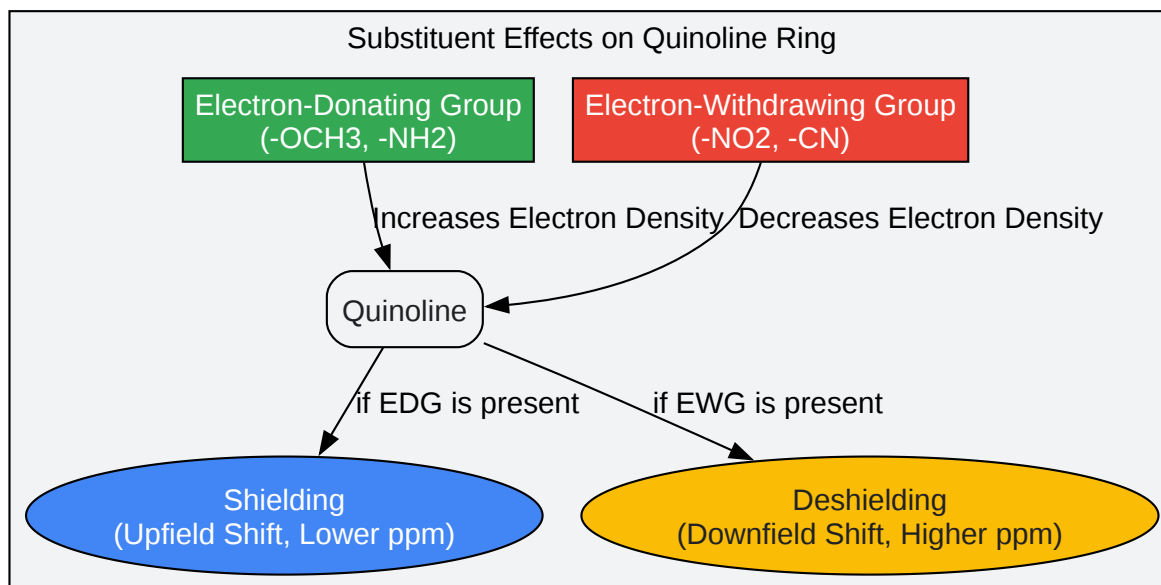 Substituent Effects on Quinoline Ring
Electron-Donating Group
(-OCH3, -NH2)
Electron-Withdrawing Group
(-NO2, -CN)
Increases Electron Density
Decreases Electron Density
Quinoline
if EDG is present
if EWG is present
Shielding
(Upfield Shift, Lower ppm)
Deshielding
(Downfield Shift, Higher ppm)